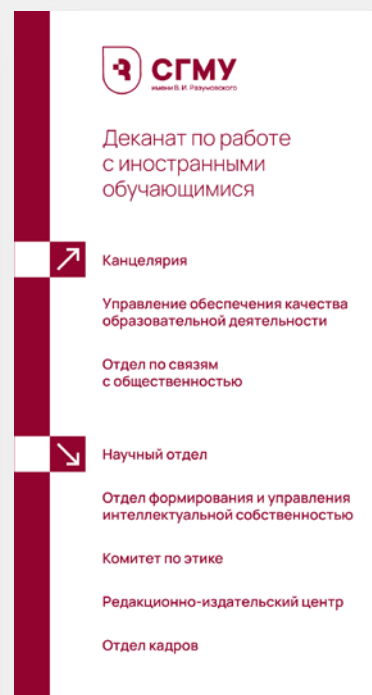 СГМУ
имени В. И. Разумовского
Деканат по работе
с иностранными
обучающимися
Канцелярия
Управление обеспечения качества
образовательной деятельности
Отдел по связям
с общественностью
Научный отдел
Отдел формирования и управления
интеллектуальной собственностью
Комитет по этике
Редакционно-издательский центр
Отдел кадров